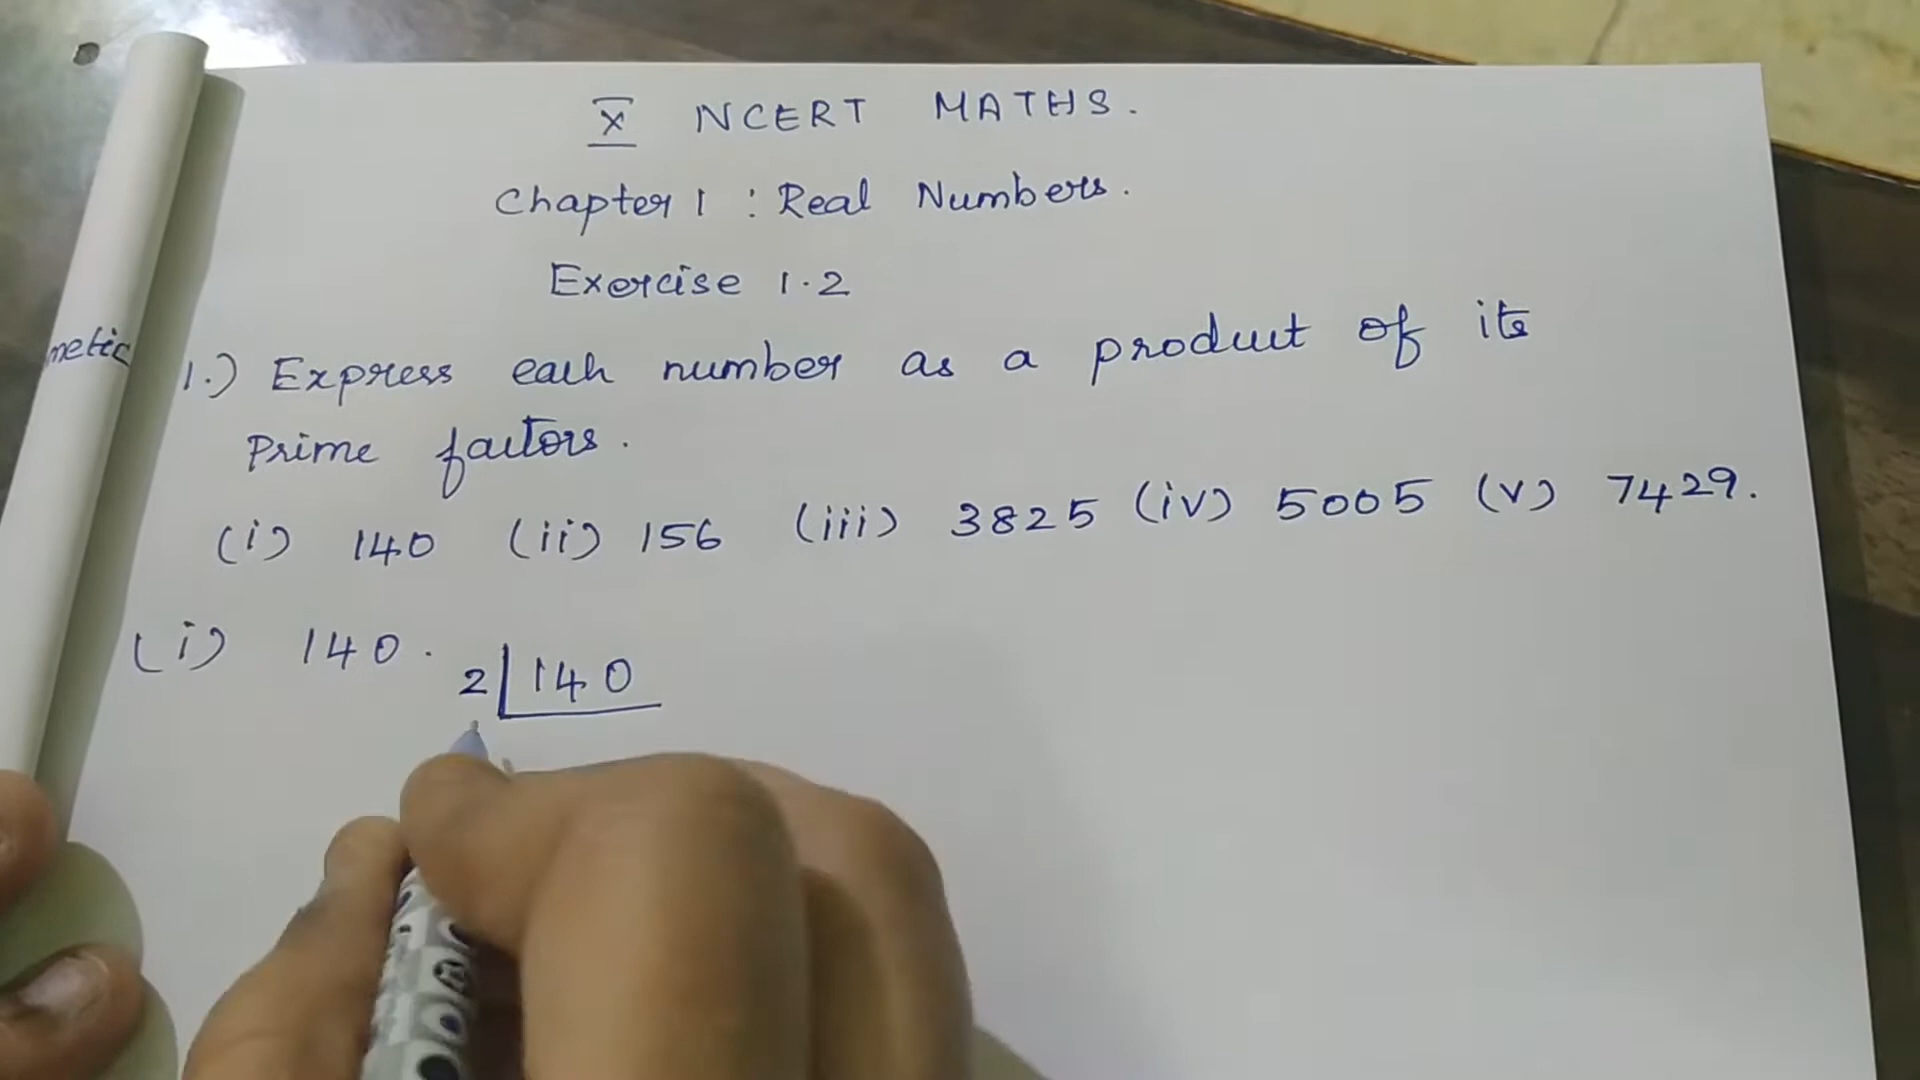 X NCERT MATHS.
Chapter 1 : Real Numbers.
Exercise 1.2
netic
1.) Express each number as a product of its
Prime factors.
(i) 140 (ii) 156 (iii) 3825 (iv) 5005 (v) 7429.
(i) 140. 2 140